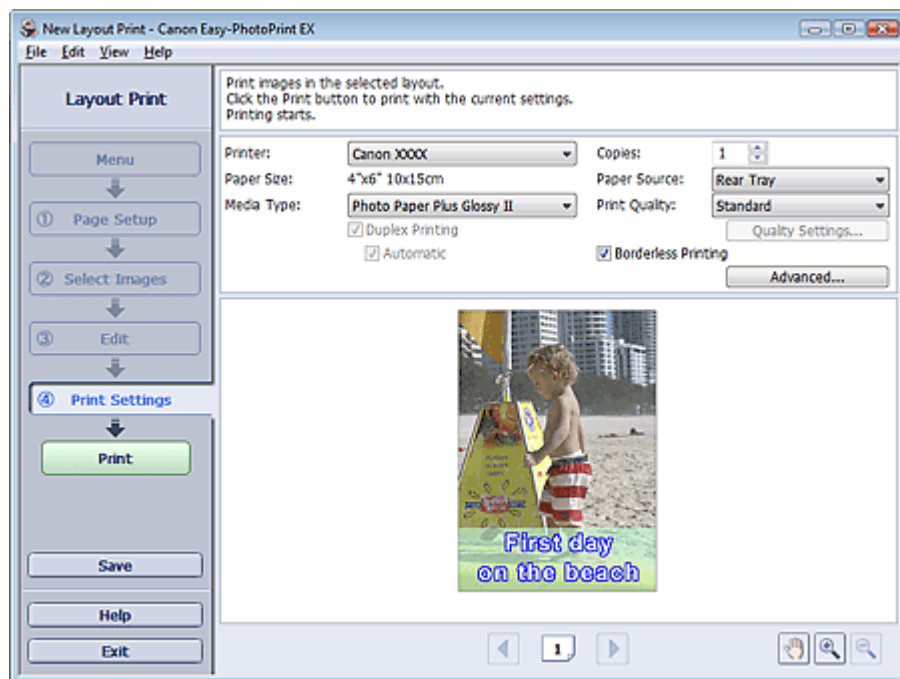 New Layout Print - Canon Easy-PhotoPrint EX
File Edit View Help
Layout Print
Menu
① Page Setup
② Select Images
③ Edit
④ Print Settings
Print
Save
Help
Exit
Print images in the selected layout.
Click the Print button to print with the current settings.
Printing starts.
Printer: Canon XXXX
Copies: 1
Paper Size: 4"x6" 10x15cm
Paper Source: Rear Tray
Media Type: Photo Paper Plus Glossy II
Print Quality: Standard
Duplex Printing
Quality Settings...
Automatic
Borderless Printing
Advanced...
First day
on the beach
1